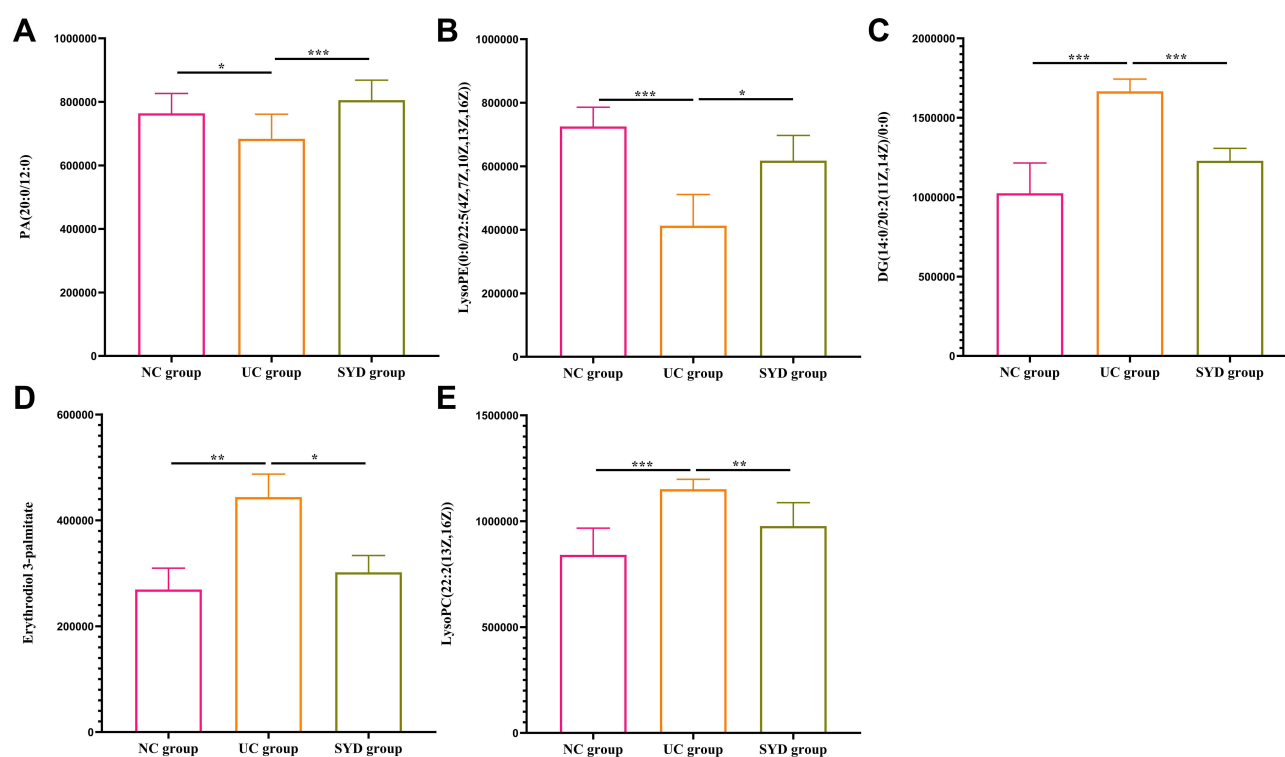 A
PA(20:0/12:0)
1000000
800000
600000
400000
200000
0
*
***
NC group
UC group
SYD group
B
LysoPE(0:0/22:5(4Z,7Z,10Z,13Z,16Z))
1000000
800000
600000
400000
200000
0
***
*
NC group
UC group
SYD group
C
DG(14:0/20:2(11Z,14Z)/0:0)
2000000
1500000
1000000
500000
0
***
***
NC group
UC group
SYD group
D
Erythrodiol 3-palmitate
600000
400000
200000
0
**
*
NC group
UC group
SYD group
E
LysoPC(22:2(13Z,16Z))
1500000
1000000
500000
0
***
**
NC group
UC group
SYD group